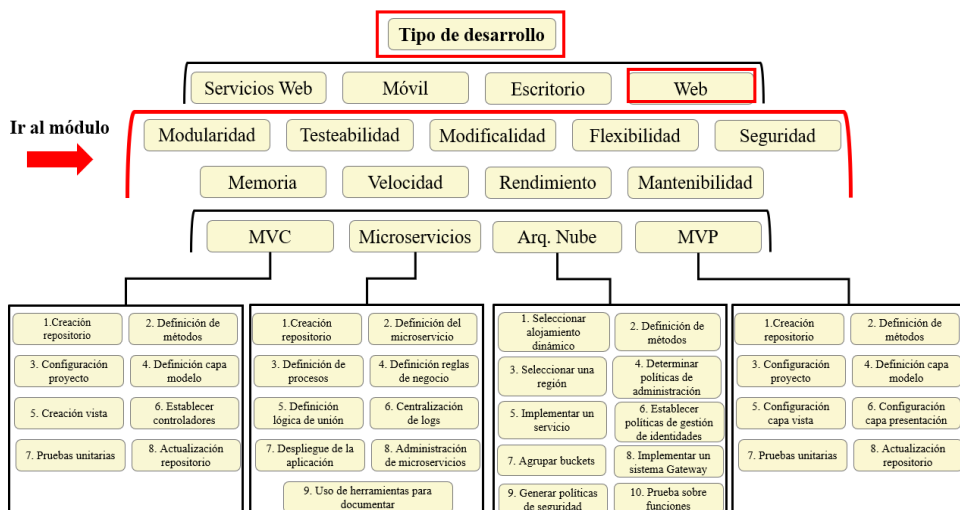 Tipo de desarrollo
Servicios Web
Móvil
Escritorio
Web
Ir al módulo
Modularidad
Testeabilidad
Modificalidad
Flexibilidad
Seguridad
Memoria
Velocidad
Rendimiento
Mantenibilidad
MVC
Microservicios
Arq. Nube
MVP
1.Creación
repositorio
2. Definición de
métodos
3. Configuración
proyecto
4. Definición capa
modelo
5. Creación vista
6. Establecer
controladores
7. Pruebas unitarias
8. Actualización
repositorio
1.Creación
repositorio
2. Definición del
microservicio
3. Definición de
procesos
4. Definición reglas
de negocio
5. Definición
lógica de unión
6. Centralización
de logs
7. Despliegue de la
aplicación
8. Administración
de microservicios
9. Uso de herramientas para
documentar
1. Seleccionar
alojamiento
dinámico
2. Definición de
métodos
3. Seleccionar una
región
4. Determinar
políticas de
administración
5. Implementar un
servicio
6. Establecer
políticas de gestión
de identidades
7. Agrupar buckets
8. Implementar un
sistema Gateway
9. Generar políticas
de seguridad
10. Prueba sobre
funciones
1.Creación
repositorio
2. Definición de
métodos
3. Configuración
proyecto
4. Definición capa
modelo
5. Configuración
capa vista
6. Configuración
capa presentación
7. Pruebas unitarias
8. Actualización
repositorio